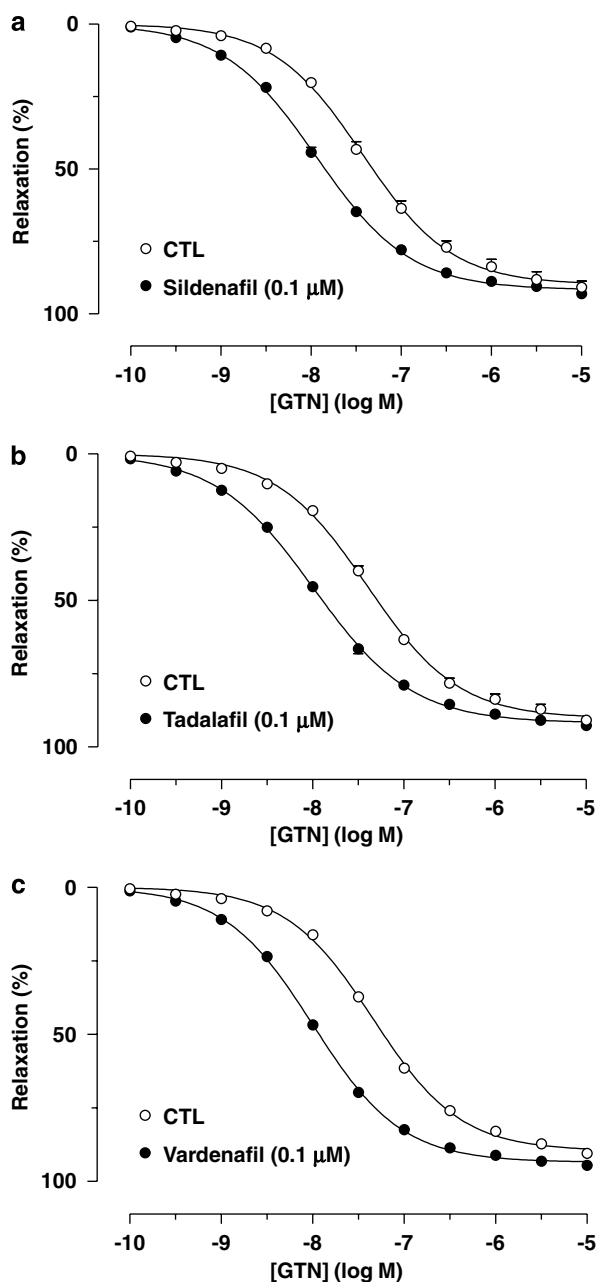 a
0
50
100
Relaxation (%)
CTL
Sildenafil (0.1 μM)
-10 -9 -8 -7 -6 -5
[GTN] (log M)
b
0
50
100
Relaxation (%)
CTL
Tadalafil (0.1 μM)
-10 -9 -8 -7 -6 -5
[GTN] (log M)
c
0
50
100
Relaxation (%)
CTL
Vardenafil (0.1 μM)
-10 -9 -8 -7 -6 -5
[GTN] (log M)